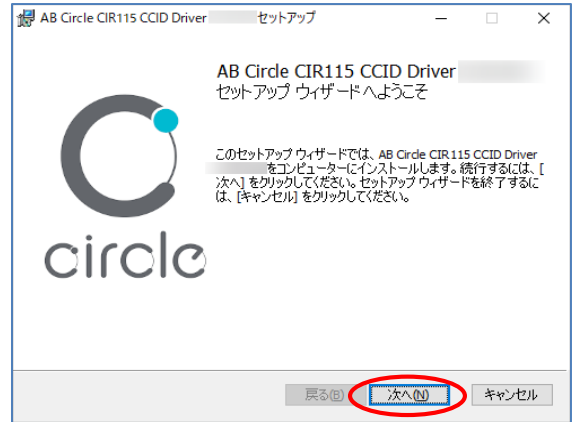 AB Circle CIR115 CCID Driver セットアップ
AB Circle CIR115 CCID Driver
セットアップ ウィザードへようこそ
このセットアップ ウィザードでは、AB Circle CIR115 CCID Driver
をコンピューターにインストールします。続行するには、[
次へ] をクリックしてください。セットアップ ウィザードを終了するに
は、[キャンセル] をクリックしてください。
circle
戻る(B)
次へ(N)
キャンセル